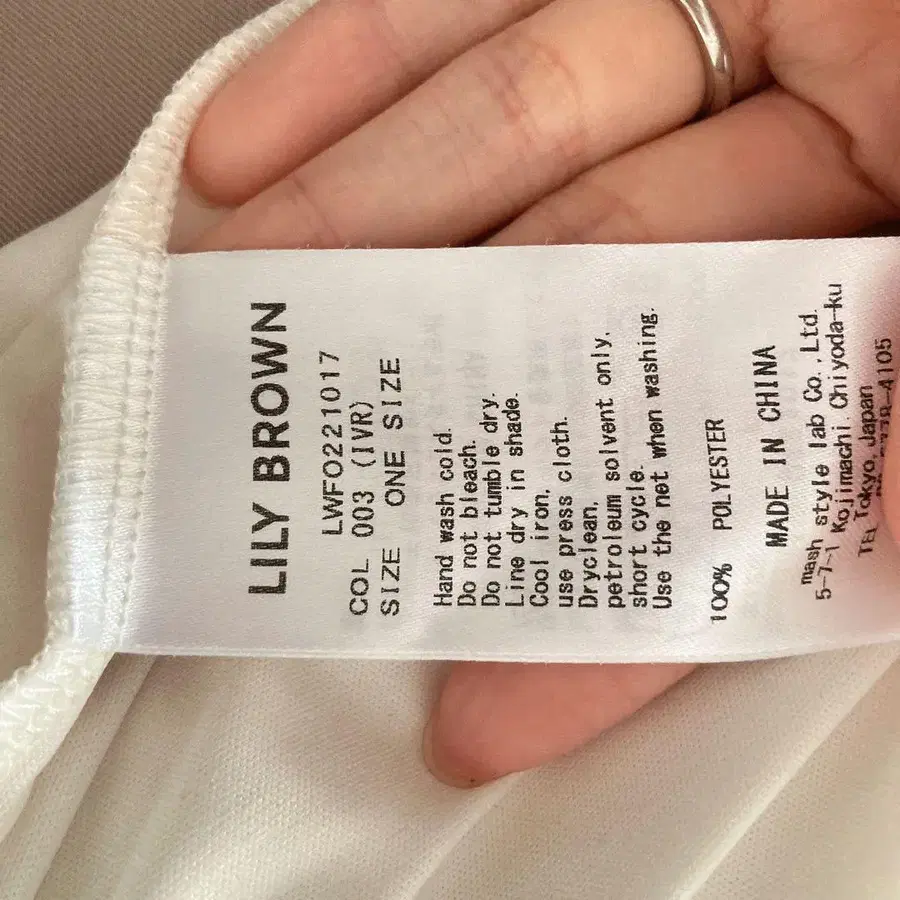 LILY BROWN
LWFO221017
COL 003 (IVR)
SIZE ONE SIZE
Hand wash cold.
Do not bleach.
Do not tumble dry.
Line dry in shade.
Cool iron,
use press cloth.
Dryclean,
petroleum solvent only,
short cycle.
Use the net when washing.
100% POLYESTER
MADE IN CHINA
mash style lab Co.,Ltd.
5-7-1 Kojimachi, Chiyoda-ku
Tokyo Japan
TEL 4105